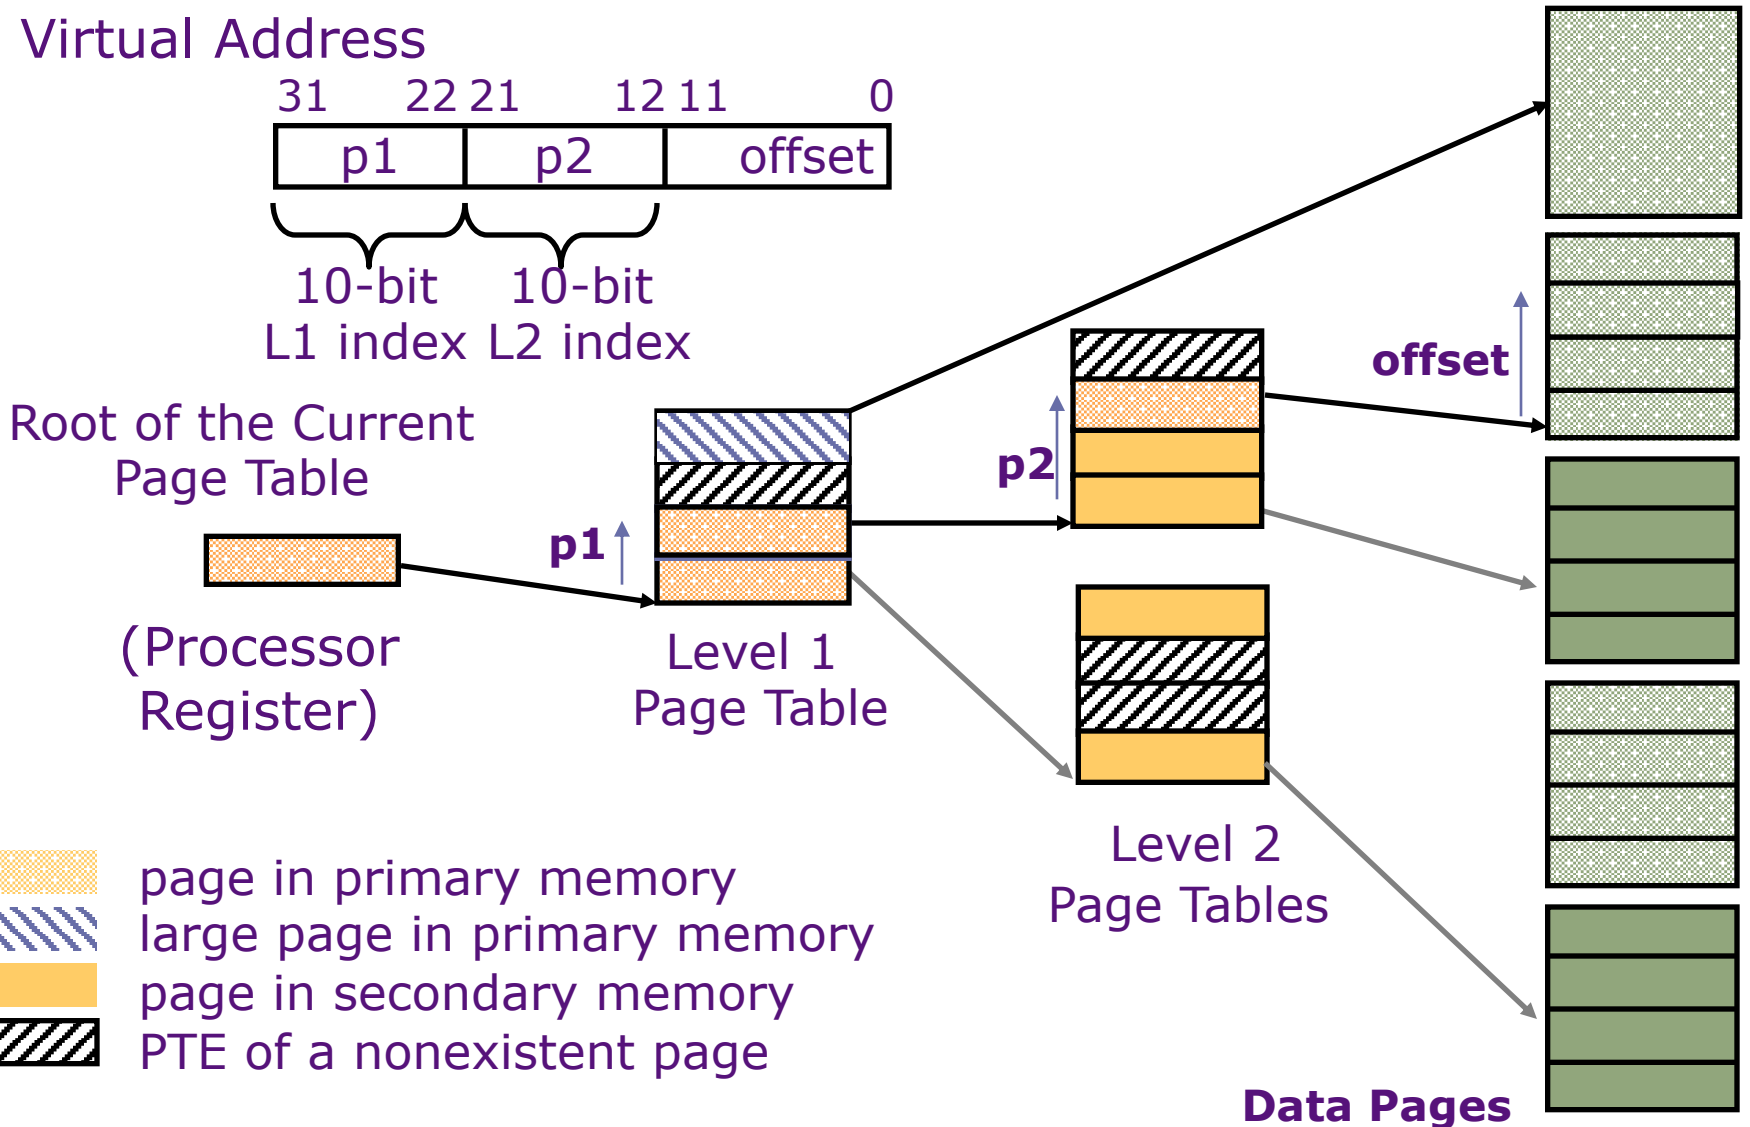 Virtual Address
31 22 21 12 11 0
p1 p2 offset
10-bit 10-bit
L1 index L2 index
Root of the Current
Page Table
(Processor
Register)
p1
Level 1
Page Table
p2
offset
Level 2
Page Tables
page in primary memory
large page in primary memory
page in secondary memory
PTE of a nonexistent page
Data Pages